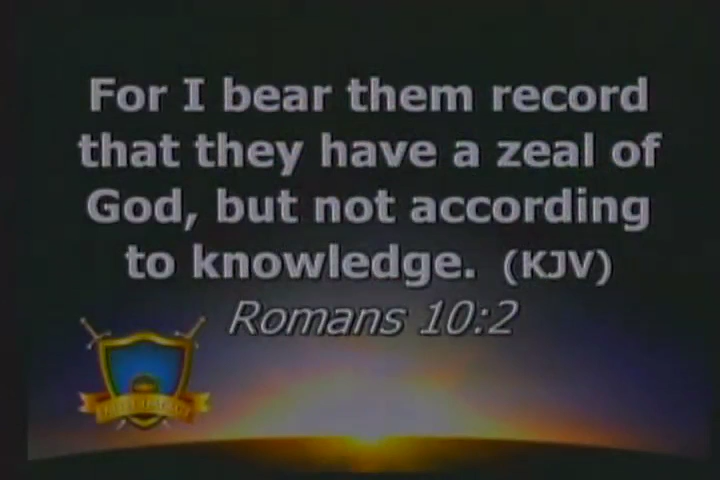 For I bear them record
that they have a zeal of
God, but not according
to knowledge. (KJV)
Romans 10:2